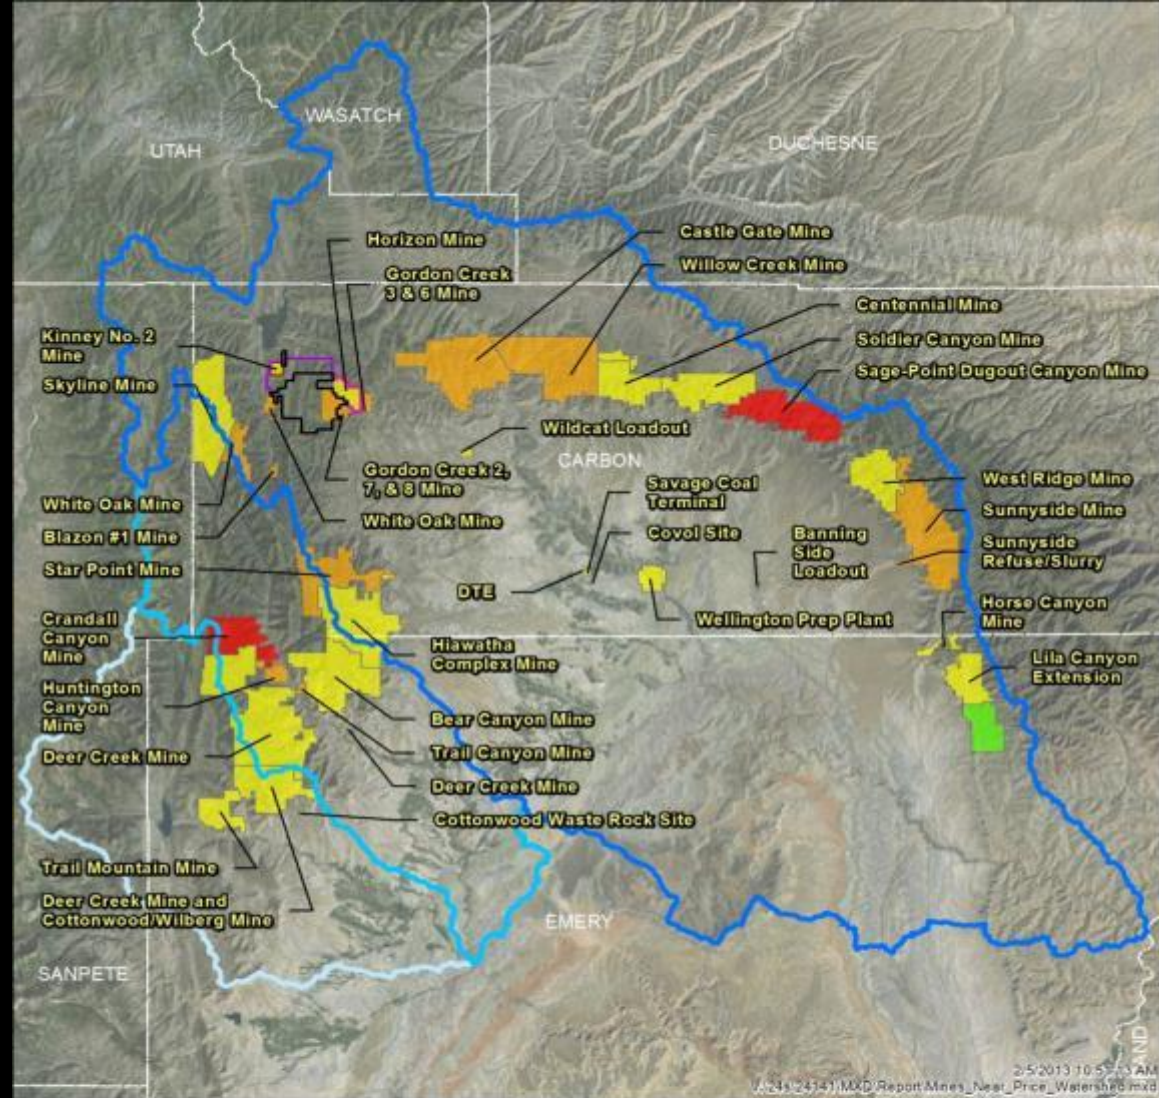 WASATCH
UTAH
DUCHESNE
Horizon Mine
Castle Gate Mine
Willow Creek Mine
Gordon Creek
3 & 6 Mine
Centennial Mine
Kinney No. 2
Mine
Soldier Canyon Mine
Skyline Mine
Sage-Point Dugout Canyon Mine
Wildcat Loadout
CARBON
Gordon Creek 2,
7, & 8 Mine
West Ridge Mine
Savage Coal
Terminal
White Oak Mine
Sunnyside Mine
White Oak Mine
Blazon #1 Mine
Covol Site
Banning
Side
Loadout
Sunnyside
Refuse/Slurry
Star Point Mine
DTE
Horse Canyon
Mine
Wellington Prep Plant
Crandall
Canyon
Mine
Hiawatha
Complex Mine
Lila Canyon
Extension
Huntington
Canyon
Mine
Bear Canyon Mine
Trail Canyon Mine
Deer Creek Mine
Deer Creek Mine
Cottonwood Waste Rock Site
Trail Mountain Mine
Deer Creek Mine and
Cottonwood/Wilberg Mine
EMERY
SANPETE
AND
2/5/2013 AM